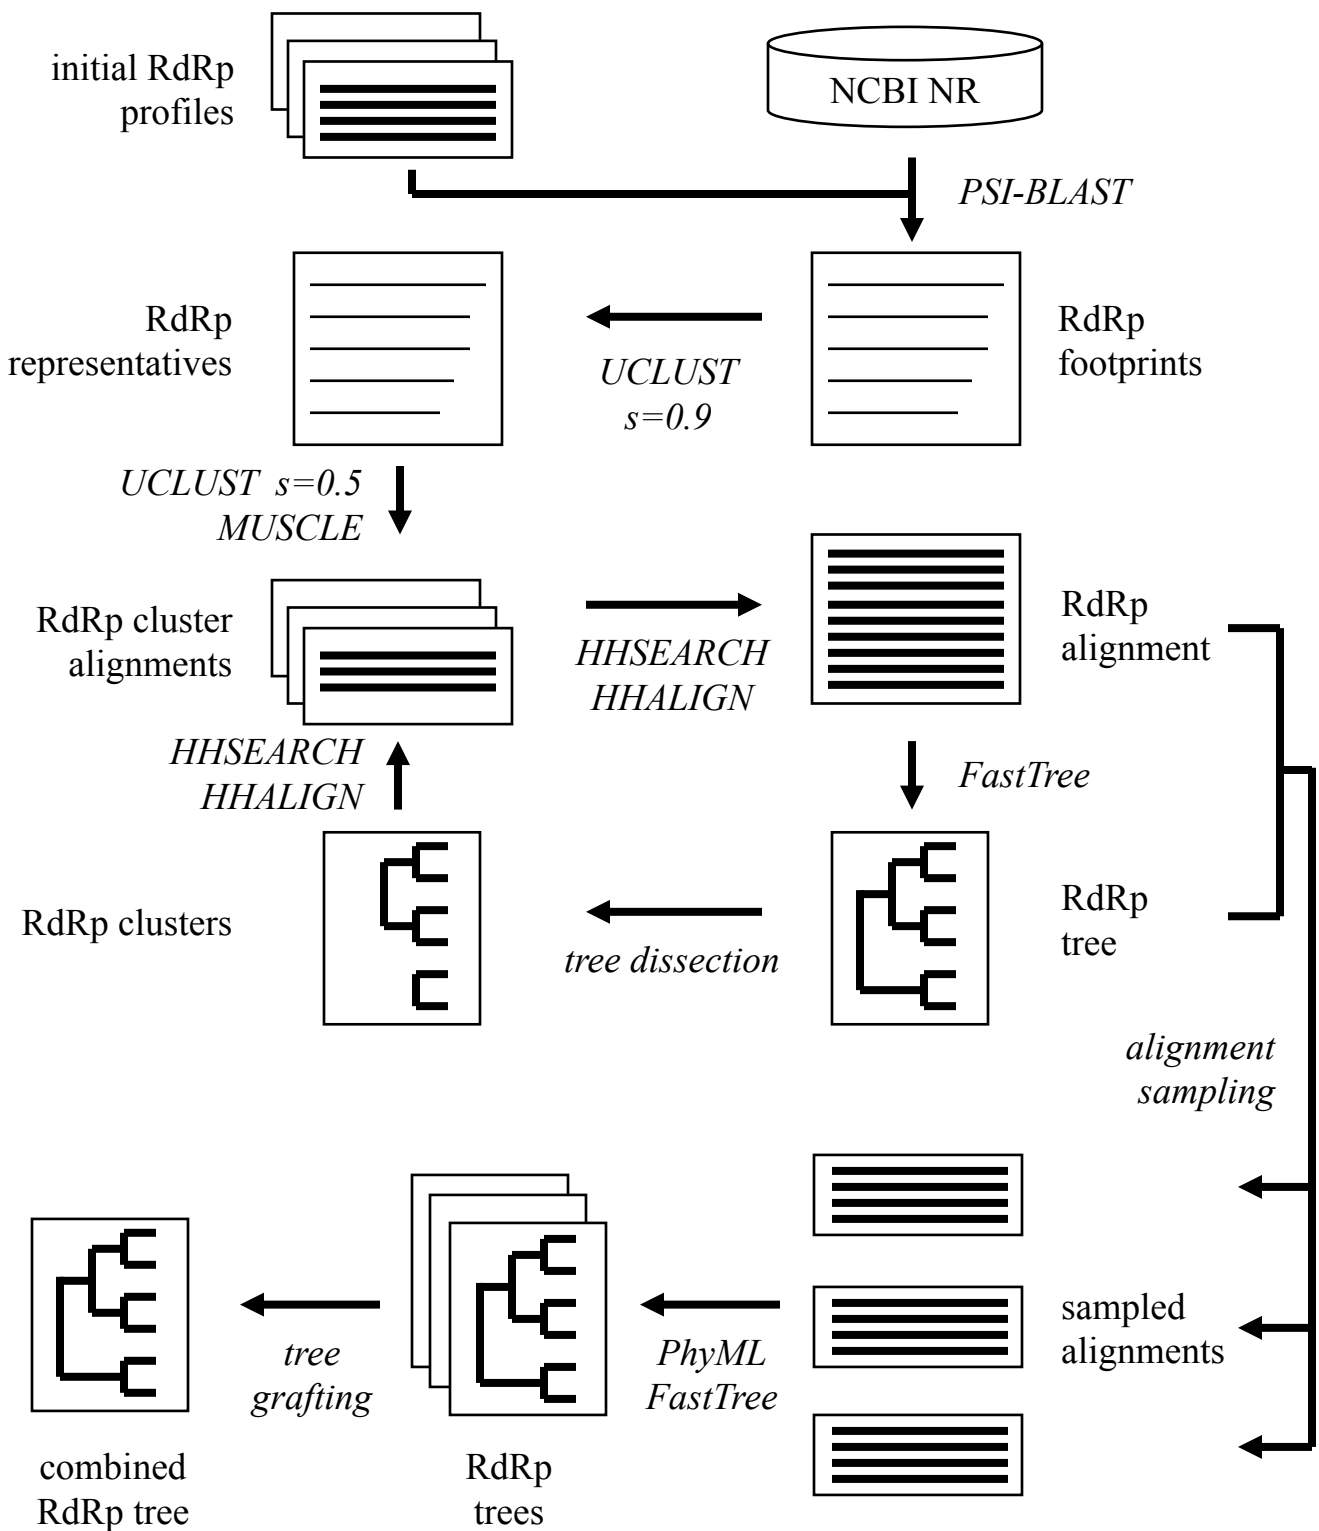 initial RdRp
profiles
NCBI NR
PSI-BLAST
RdRp
representatives
UCLUST
s=0.9
RdRp
footprints
UCLUST s=0.5
MUSCLE
RdRp cluster
alignments
HHSEARCH
HHALIGN
RdRp
alignment
HHSEARCH
HHALIGN
FastTree
RdRp clusters
tree dissection
RdRp
tree
alignment
sampling
sampled
alignments
PhyML
FastTree
tree
grafting
combined
RdRp tree
RdRp
trees